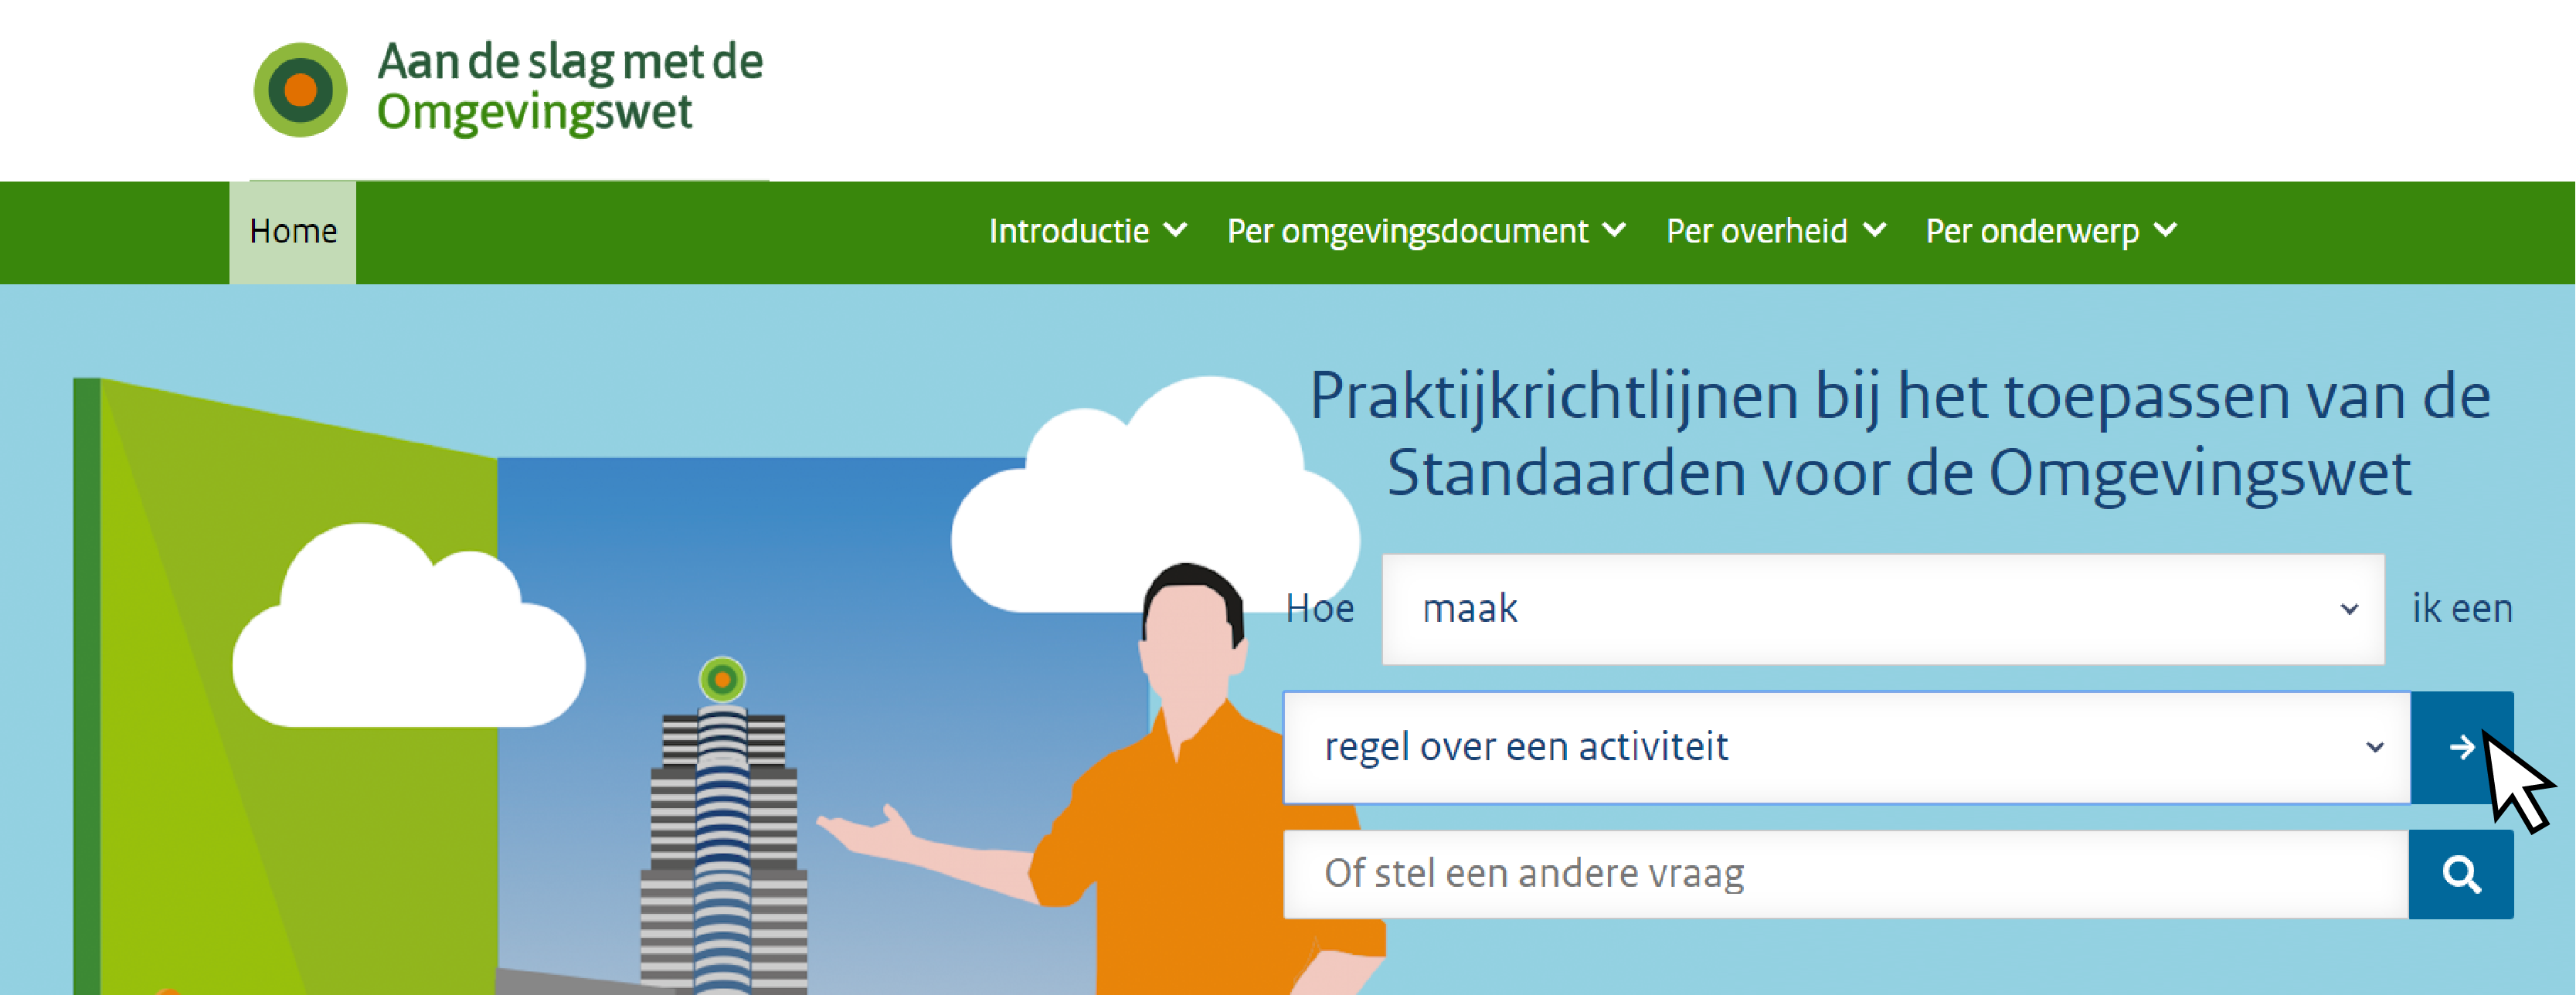 Aan de slag met de
Omgevingswet
Home
Introductie
Per omgevingsdocument
Per overheid
Per onderwerp
Praktijkrichtlijnen bij het toepassen van de
Standaarden voor de Omgevingswet
Hoe maak ik een
regel over een activiteit
Of stel een andere vraag